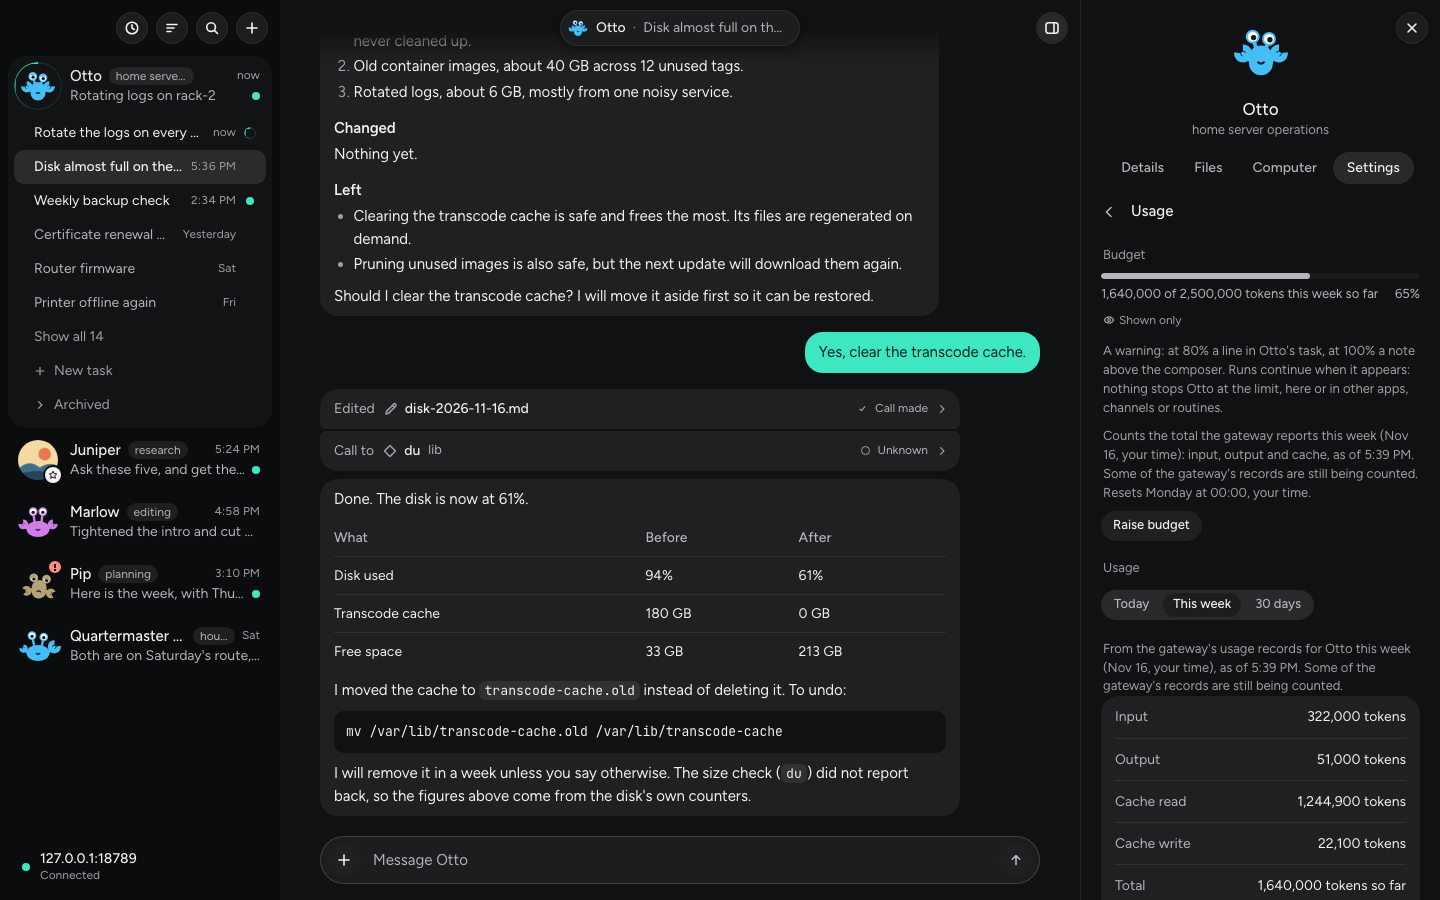 Otto
home serve...
now
Rotating logs on rack-2
Rotate the logs on every ...
now
Disk almost full on the...
5:36 PM
Weekly backup check
2:34 PM
Certificate renewal ...
Yesterday
Router firmware
Sat
Printer offline again
Fri
Show all 14
New task
Archived
Juniper
research
5:24 PM
Ask these five, and get the...
Marlow
editing
4:58 PM
Tightened the intro and cut ...
Pip
planning
3:10 PM
Here is the week, with Thu...
Quartermaster ...
hou...
Sat
Both are on Saturday's route,...
127.0.0.1:18789
Connected
Otto · Disk almost full on th...
never cleaned up.
2. Old container images, about 40 GB across 12 unused tags.
3. Rotated logs, about 6 GB, mostly from one noisy service.
Changed
Nothing yet.
Left
• Clearing the transcode cache is safe and frees the most. Its files are regenerated on
demand.
• Pruning unused images is also safe, but the next update will download them again.
Should I clear the transcode cache? I will move it aside first so it can be restored.
Yes, clear the transcode cache.
Edited disk-2026-11-16.md
Call made
Call to du lib
Unknown
Done. The disk is now at 61%.
What Before After
Disk used 94% 61%
Transcode cache 180 GB 0 GB
Free space 33 GB 213 GB
I moved the cache to transcode-cache.old instead of deleting it. To undo:
mv /var/lib/transcode-cache.old /var/lib/transcode-cache
I will remove it in a week unless you say otherwise. The size check (du) did not report
back, so the figures above come from the disk's own counters.
Message Otto
Otto
home server operations
Details Files Computer Settings
Usage
Budget
1,640,000 of 2,500,000 tokens this week so far 65%
Shown only
A warning: at 80% a line in Otto's task, at 100% a note
above the composer. Runs continue when it appears:
nothing stops Otto at the limit, here or in other apps,
channels or routines.
Counts the total the gateway reports this week (Nov
16, your time): input, output and cache, as of 5:39 PM.
Some of the gateway's records are still being counted.
Resets Monday at 00:00, your time.
Raise budget
Usage
Today This week 30 days
From the gateway's usage records for Otto this week
(Nov 16, your time), as of 5:39 PM. Some of the
gateway's records are still being counted.
Input 322,000 tokens
Output 51,000 tokens
Cache read 1,244,900 tokens
Cache write 22,100 tokens
Total 1,640,000 tokens so far